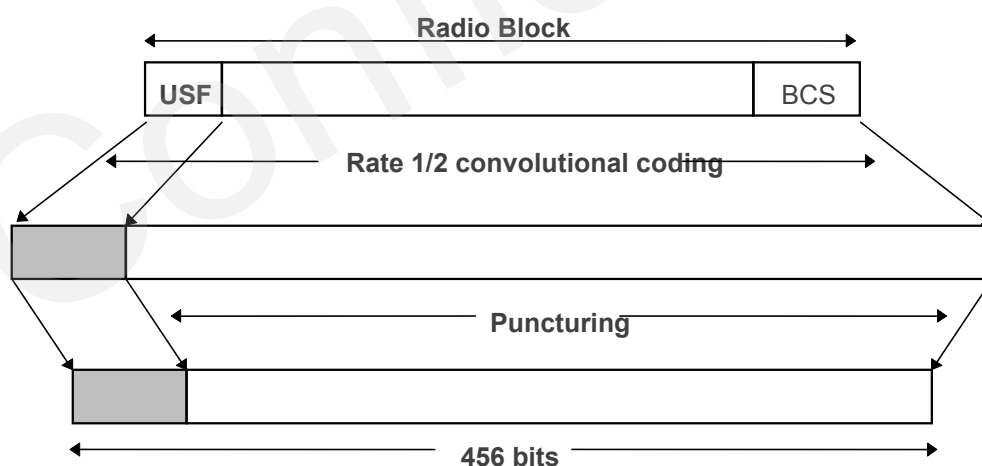 Radio Block
USF
BCS
Rate 1/2 convolutional coding
Puncturing
456 bits